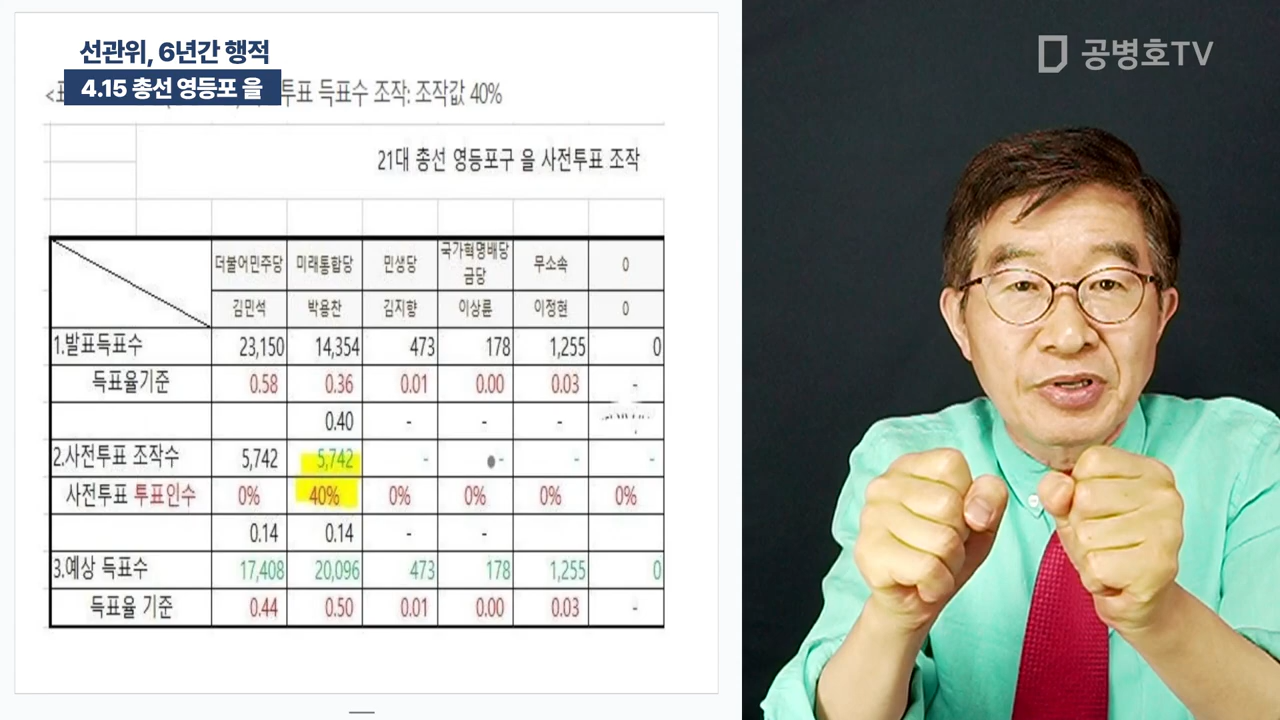 선관위, 6년간 행적
4.15 총선 영등포 을
투표 득표수 조작: 조작값 40%
공병호TV
21대 총선 영등포구 을 사전투표 조작
더불어민주당 미래통합당 민생당 국가혁명배당금당 무소속 0
김민석 박용찬 김지향 이상륜 이정현 0
1.발표득표수 23,150 14,354 473 178 1,255 0
득표율기준 0.58 0.36 0.01 0.00 0.03 -
0.40 - - -
2.사전투표 조작수 5,742 5,742 - - - -
사전투표 투표인수 0% 40% 0% 0% 0% 0%
0.14 0.14 - -
3.예상 득표수 17,408 20,096 473 178 1,255 0
득표율 기준 0.44 0.50 0.01 0.00 0.03 -